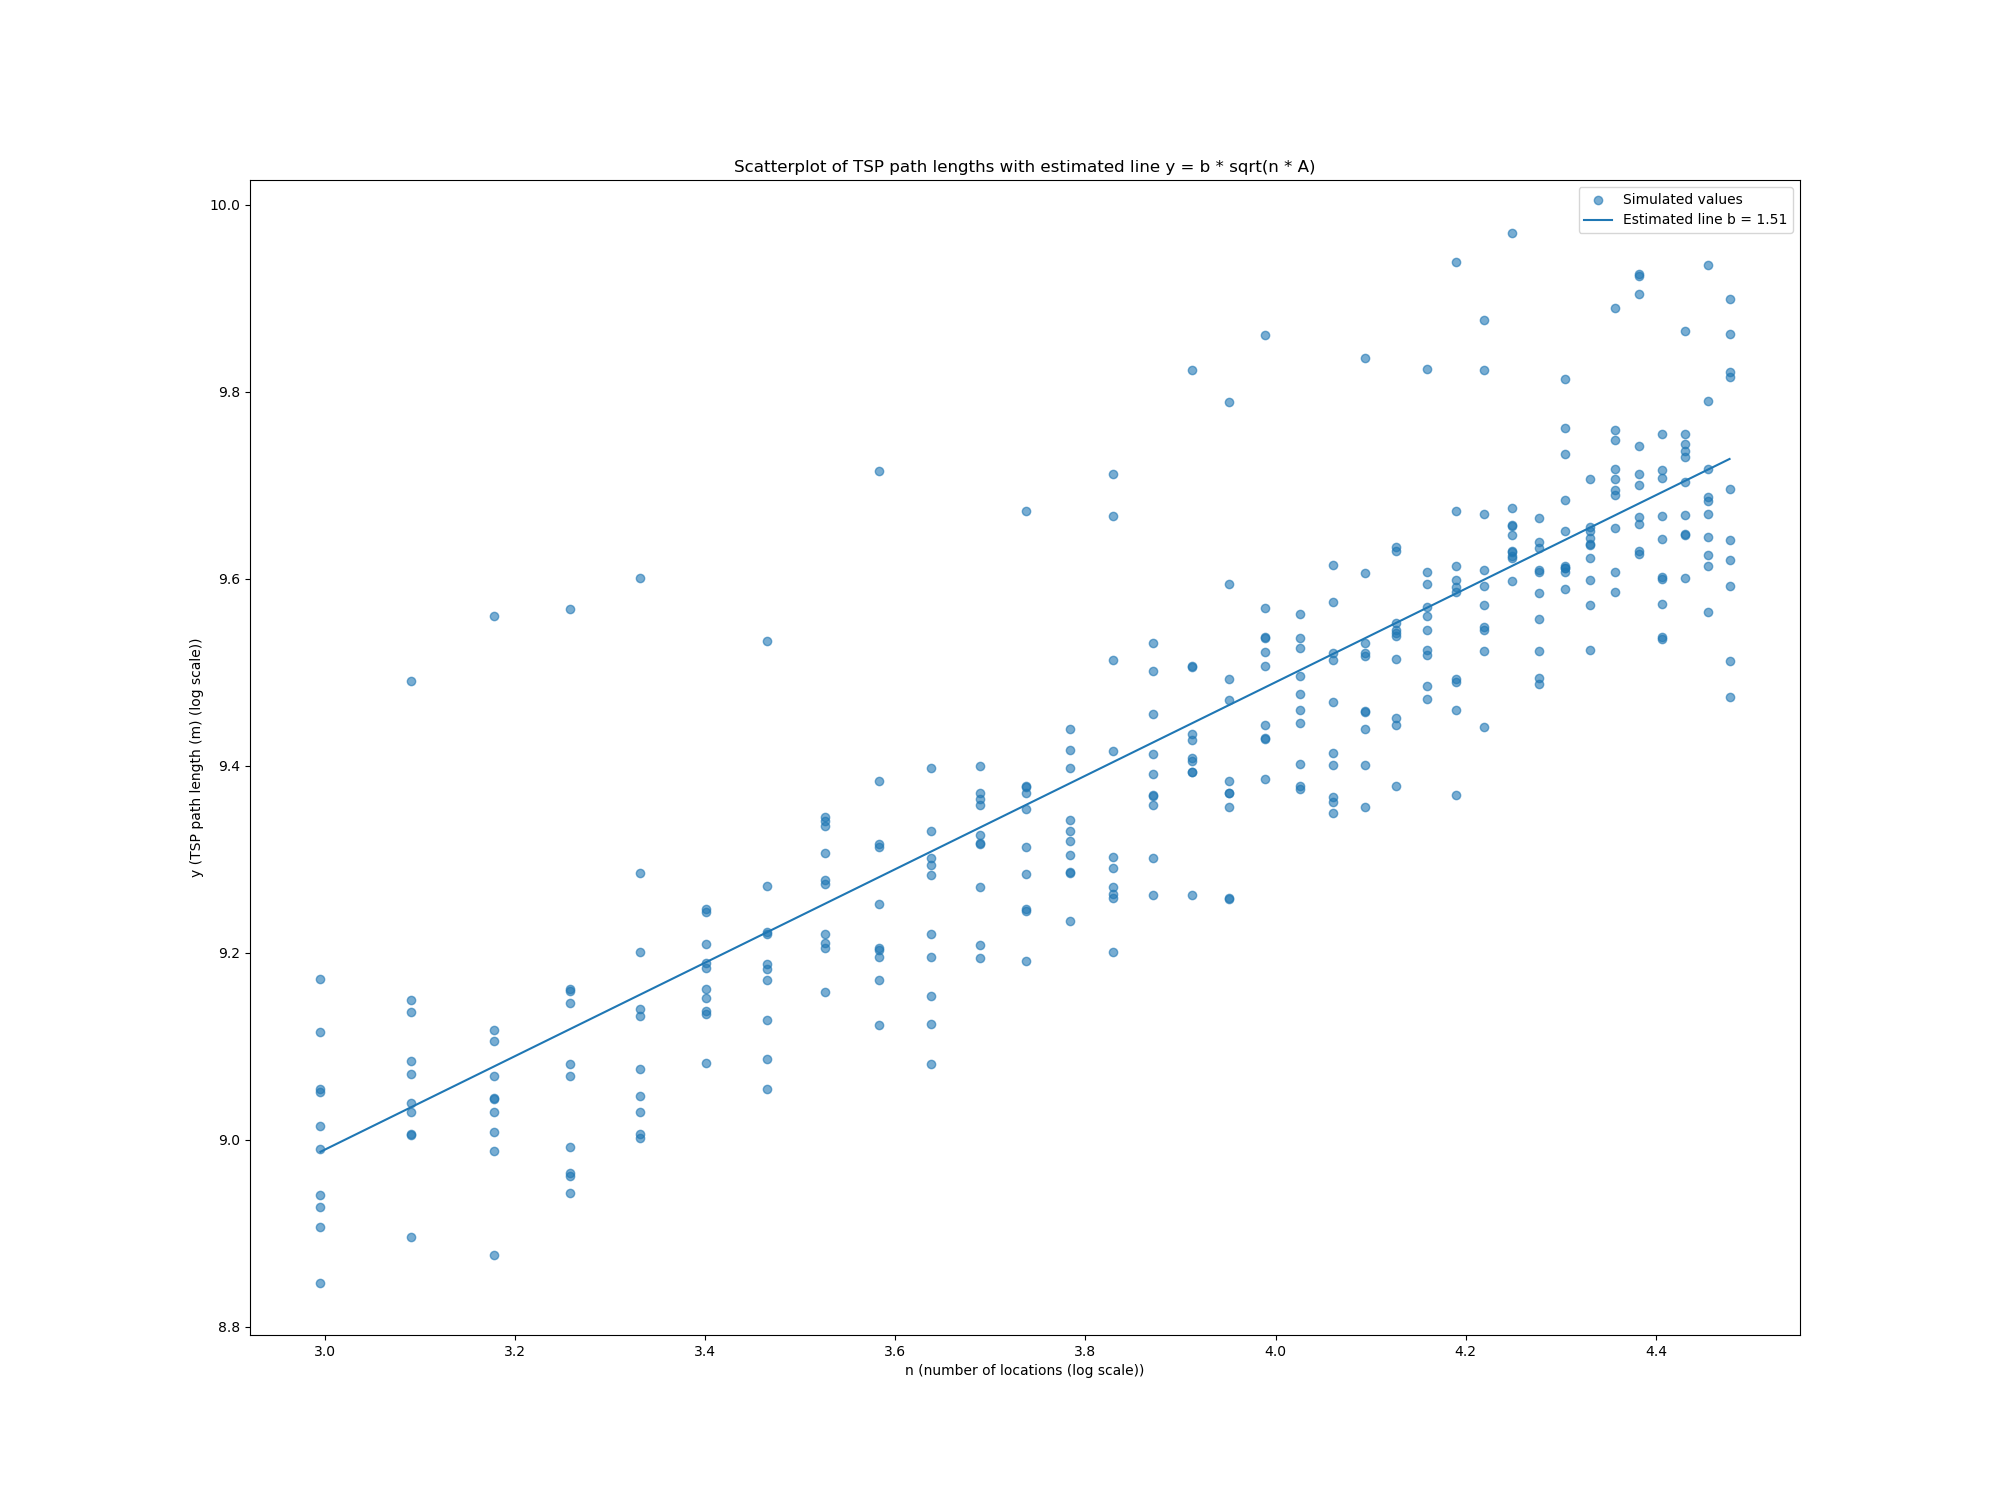 Scatterplot of TSP path lengths with estimated line y = b * sqrt(n * A)
Simulated values
Estimated line b = 1.51
10.0
9.8
9.6
9.4
9.2
9.0
8.8
y (TSP path length (m) (log scale))
3.0 3.2 3.4 3.6 3.8 4.0 4.2 4.4
n (number of locations (log scale))